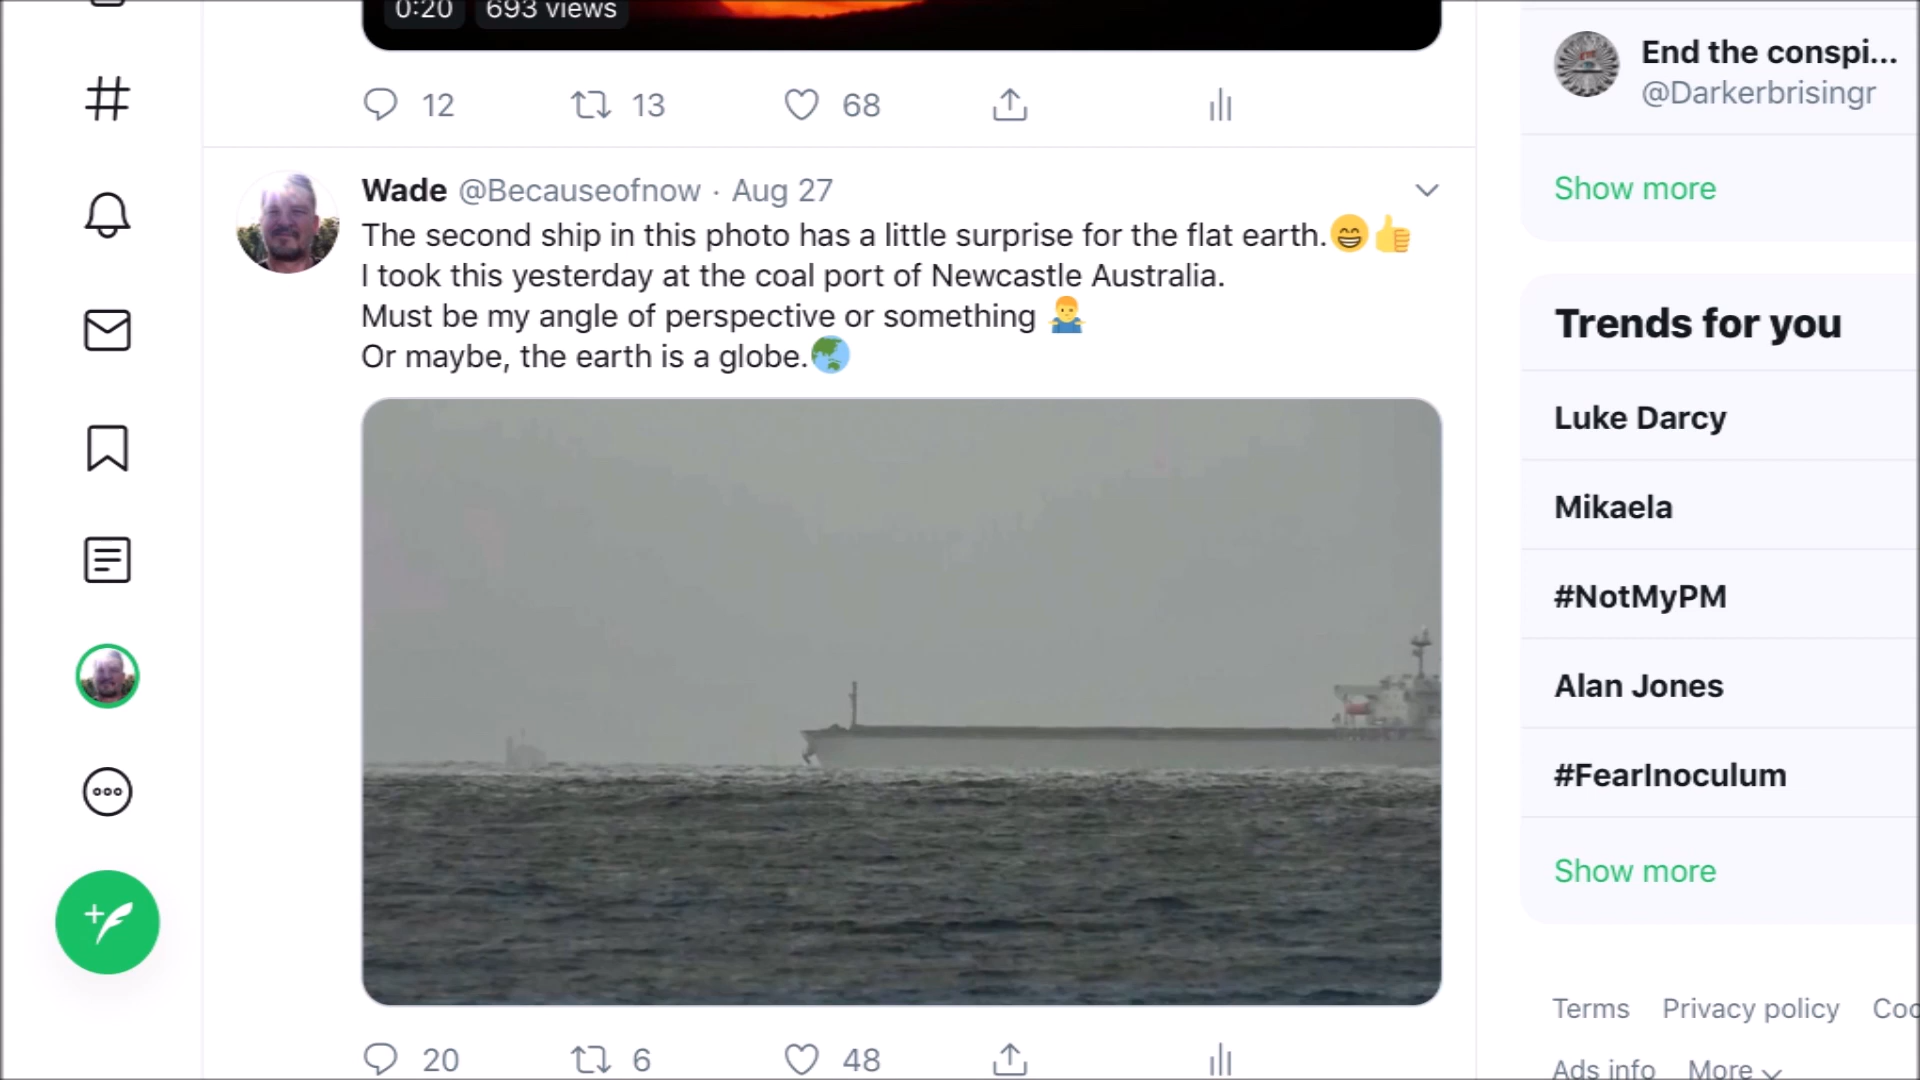 0:20 693 views
12 13 68
Wade @Becauseofnow · Aug 27
The second ship in this photo has a little surprise for the flat earth.😁👍
I took this yesterday at the coal port of Newcastle Australia.
Must be my angle of perspective or something 🤷‍♂️
Or maybe, the earth is a globe.🌏
20 6 48
End the conspi...
@Darkerbrisingr
Show more
Trends for you
Luke Darcy
Mikaela
#NotMyPM
Alan Jones
#FearInoculum
Show more
Terms Privacy policy Coo
Ads info More